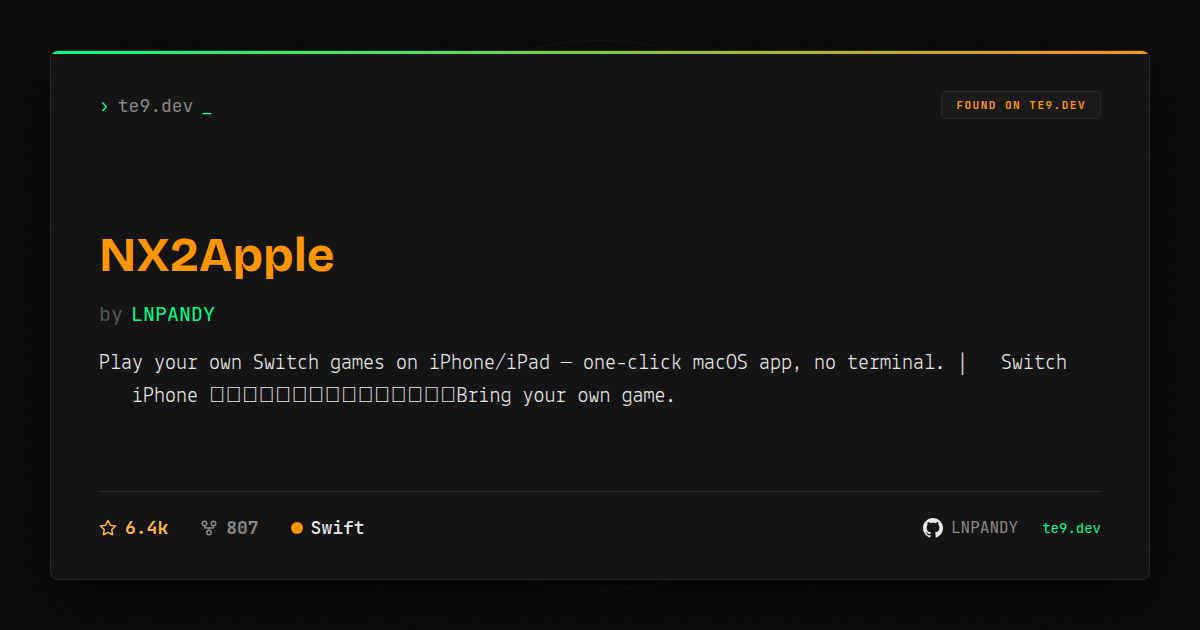 › te9.dev _
FOUND ON TE9.DEV
NX2Apple
by LNPANDY
Play your own Switch games on iPhone/iPad — one-click macOS app, no terminal. | Switch
iPhone □□□□□□□□□□□□□□□Bring your own game.
6.4k 807 Swift
LNPANDY te9.dev